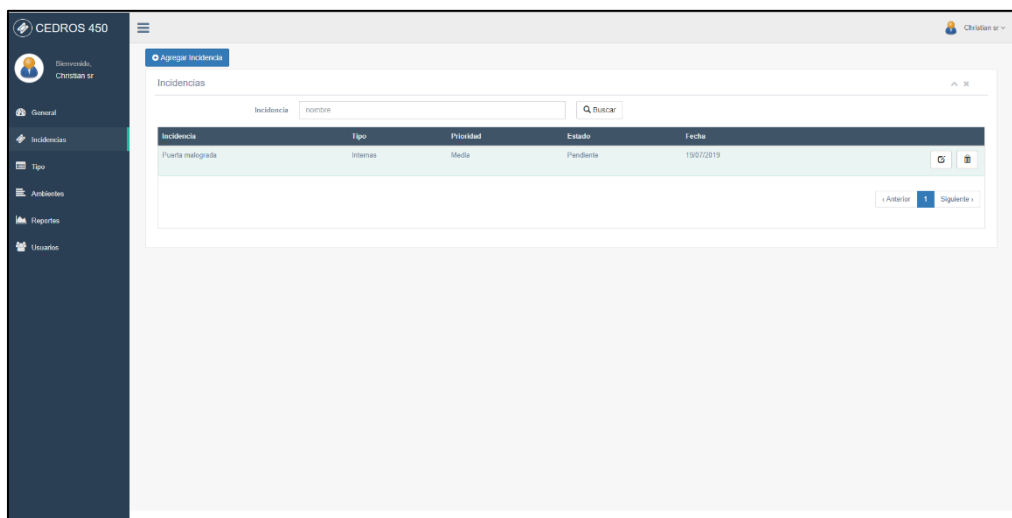 CEDROS 450
Christian sr
Bienvenido,
Christian sr
General
Incidencias
Tipo
Ambientes
Reportes
Usuarios
Agregar Incidencia
Incidencias
Incidencia nombre Buscar
Incidencia Tipo Prioridad Estado Fecha
Puerta malograda Internas Media Pendiente 19/07/2019
‹ Anterior 1 Siguiente ›